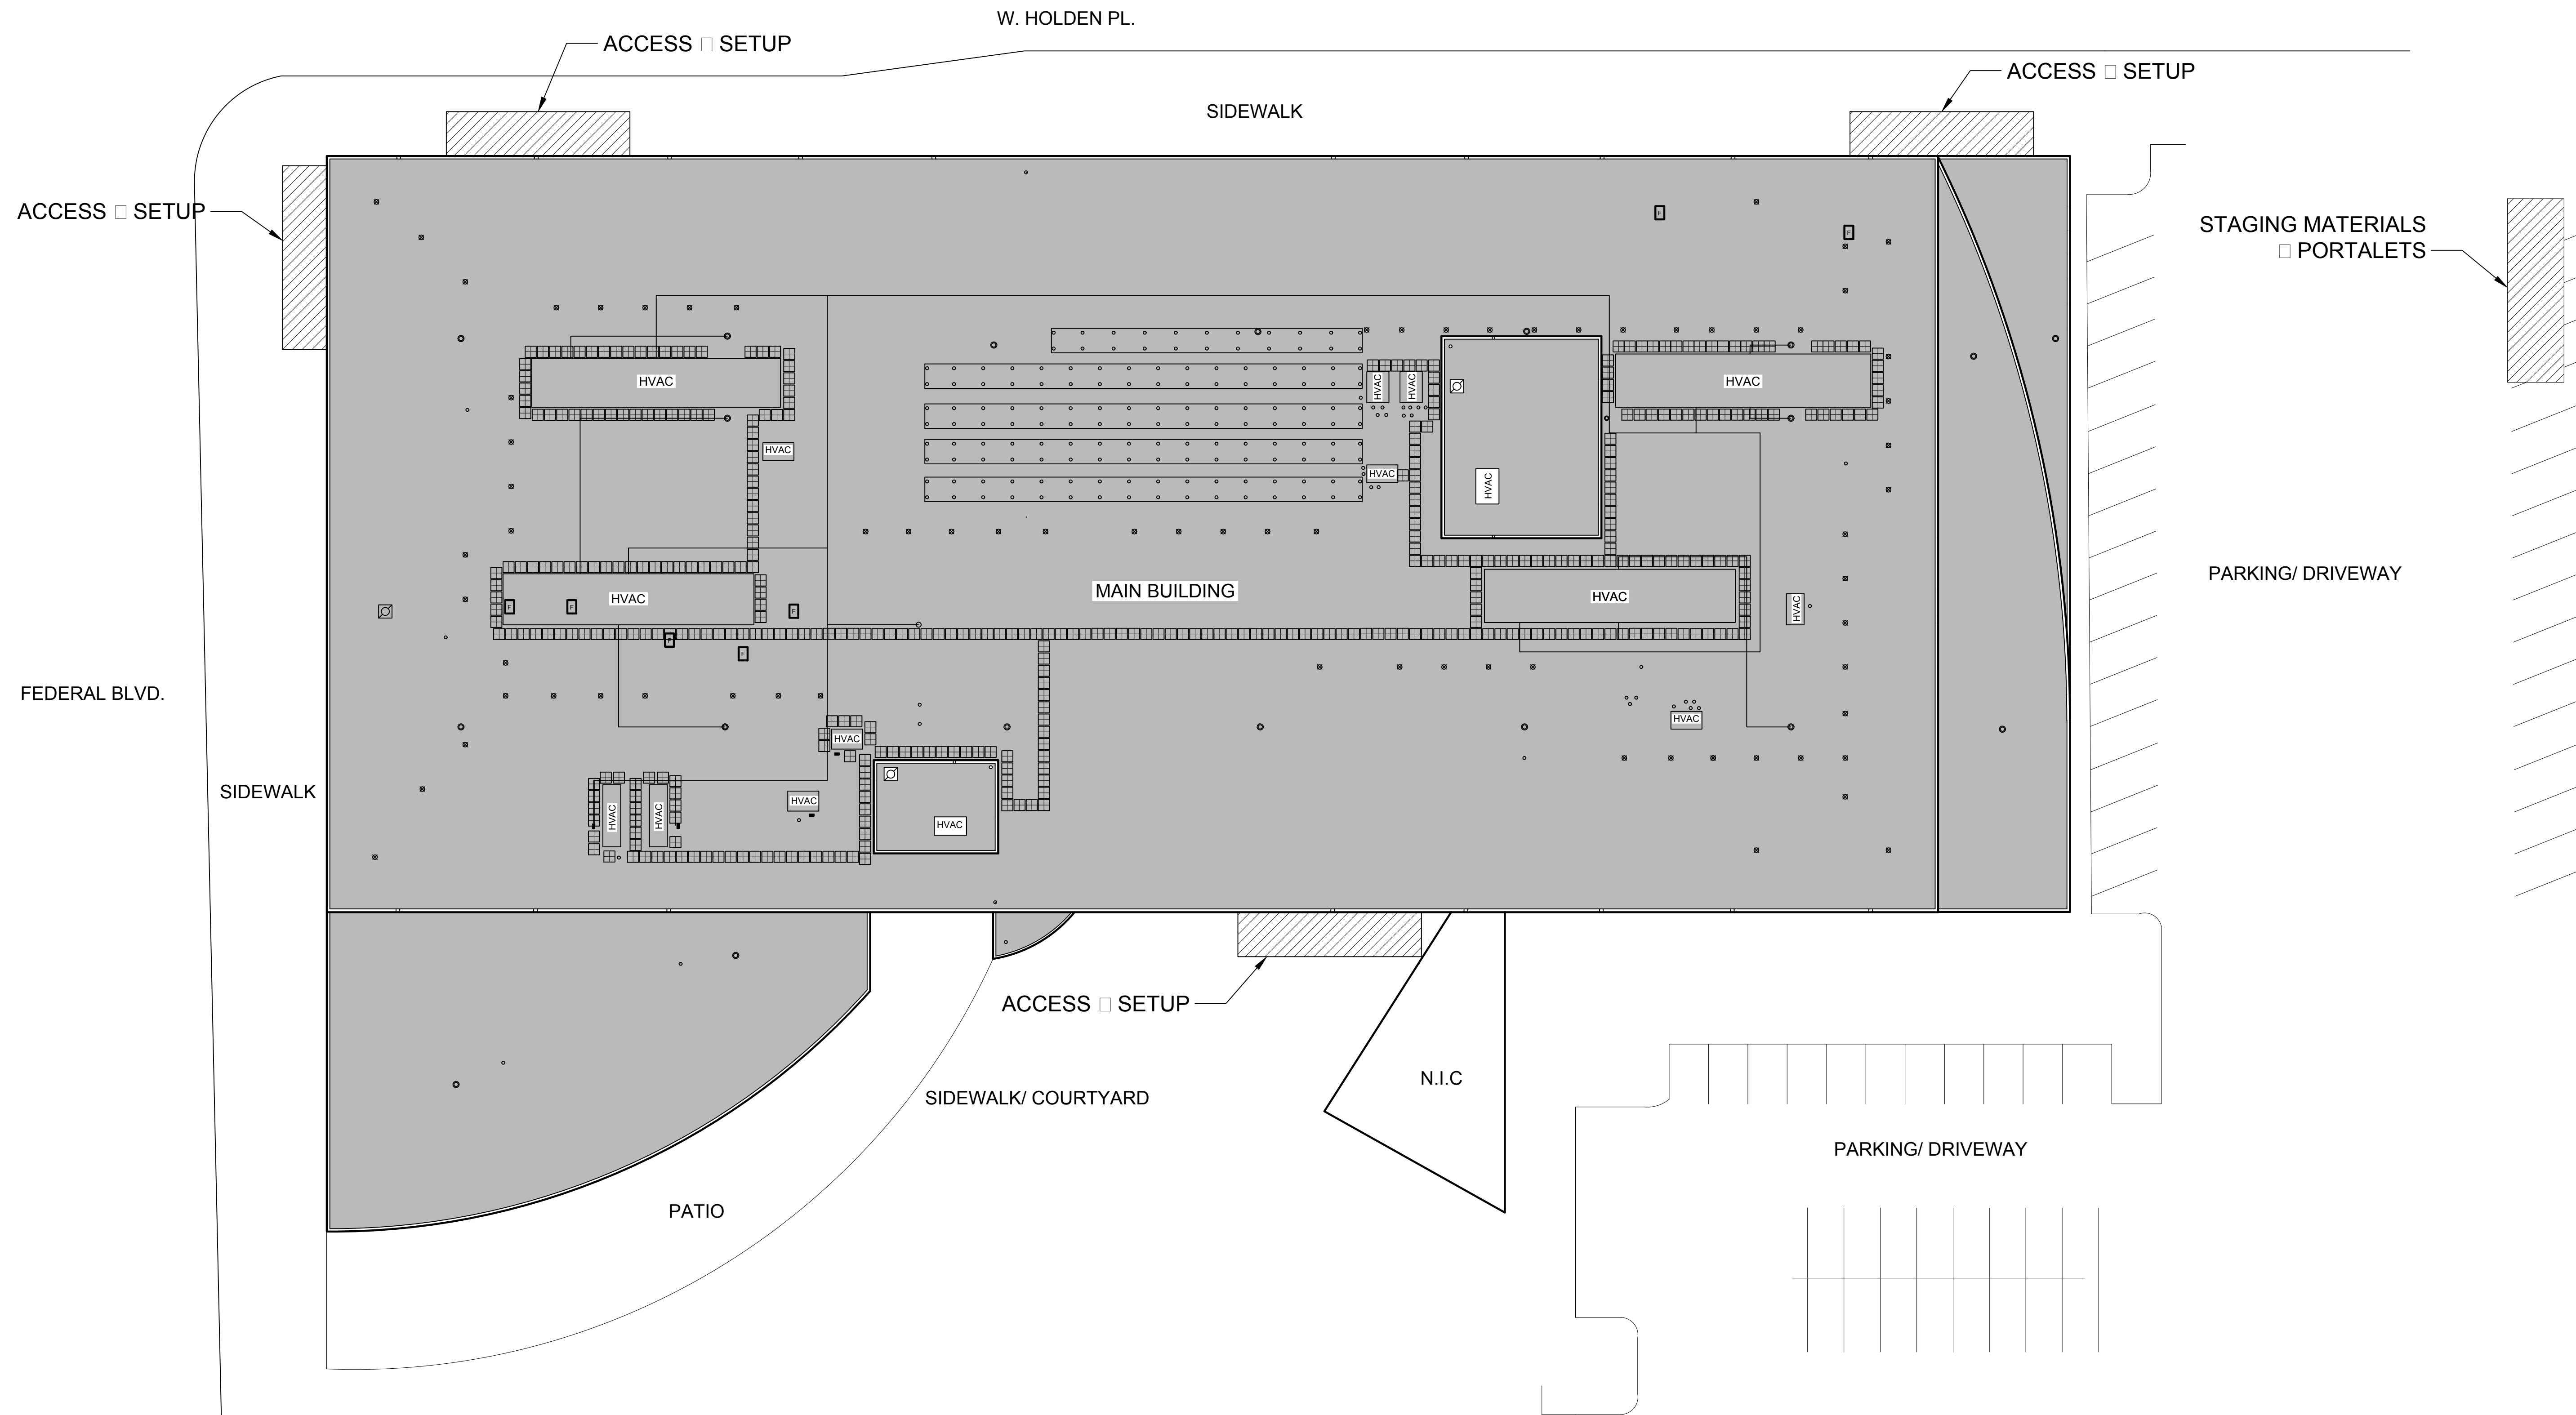 W. HOLDEN PL.
ACCESS □ SETUP
ACCESS □ SETUP
SIDEWALK
ACCESS □ SETUP
STAGING MATERIALS
□ PORTALETS
F
F
HVAC
HVAC
HVAC
HVAC
HVAC
HVAC
HVAC
PARKING/ DRIVEWAY
MAIN BUILDING
HVAC
HVAC
HVAC
F
F
F
F
F
FEDERAL BLVD.
HVAC
HVAC
SIDEWALK
HVAC
HVAC
HVAC
HVAC
ACCESS □ SETUP
N.I.C
SIDEWALK/ COURTYARD
PARKING/ DRIVEWAY
PATIO